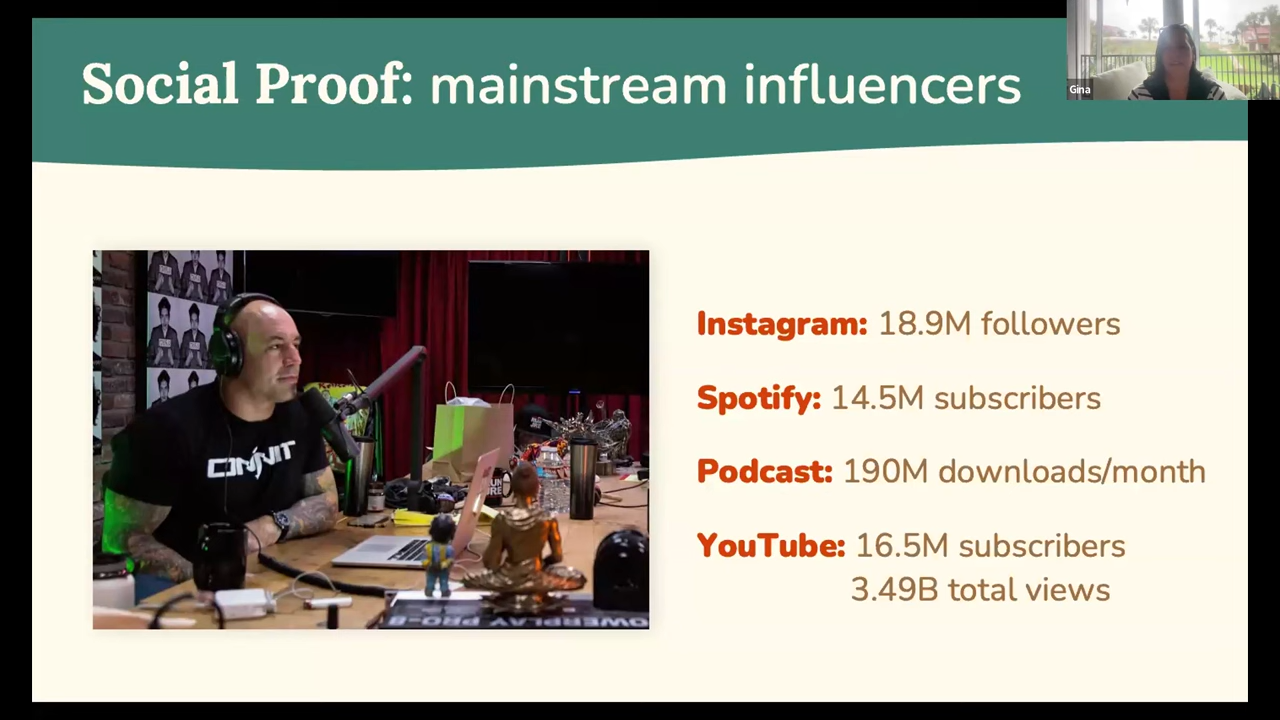 Social Proof: mainstream influencers
Gina
Instagram: 18.9M followers
Spotify: 14.5M subscribers
Podcast: 190M downloads/month
YouTube: 16.5M subscribers
3.49B total views